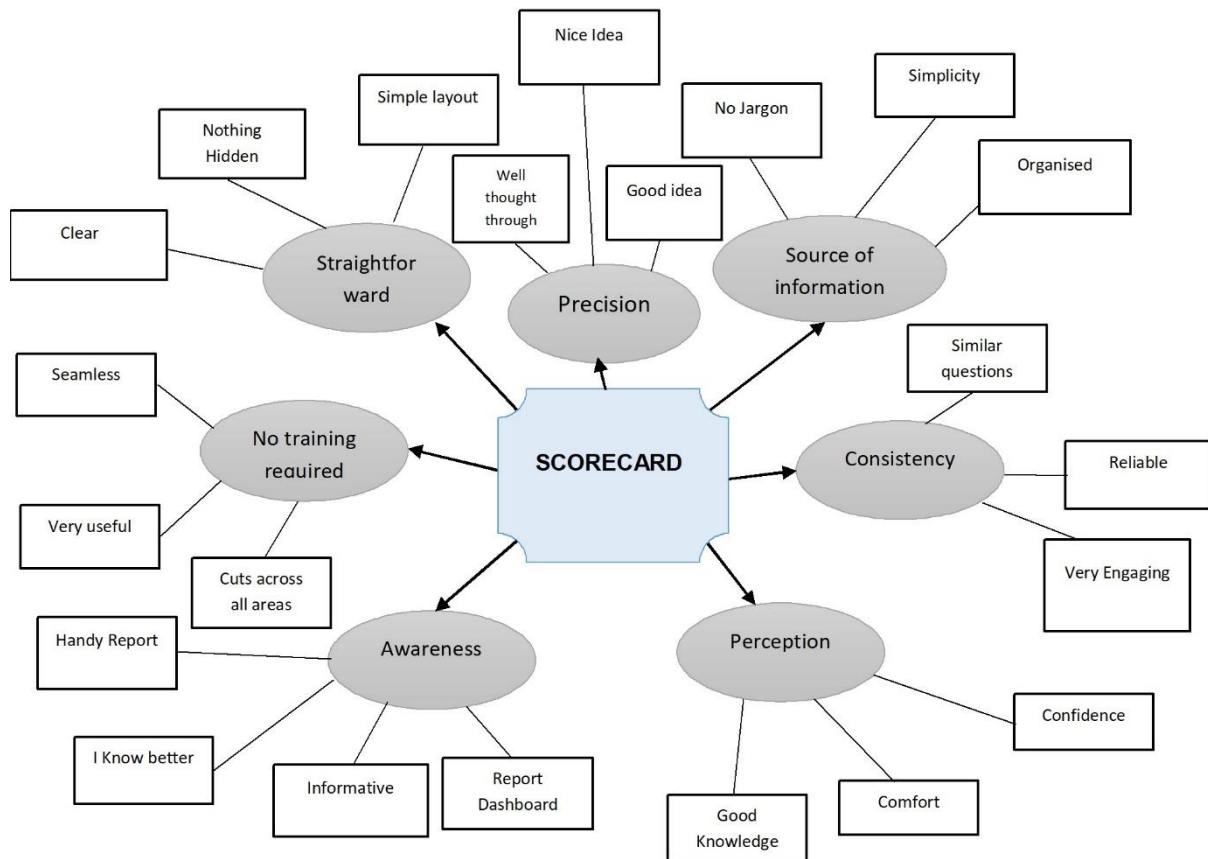 Nice Idea
Simple layout
Simplicity
No Jargon
Nothing
Hidden
Organised
Well
thought
through
Good idea
Clear
Straightfor
ward
Precision
Source of
information
Similar
questions
Seamless
No training
required
SCORECARD
Consistency
Reliable
Very useful
Cuts across
all areas
Very Engaging
Handy Report
Awareness
Perception
Confidence
I Know better
Informative
Report
Dashboard
Good
Knowledge
Comfort